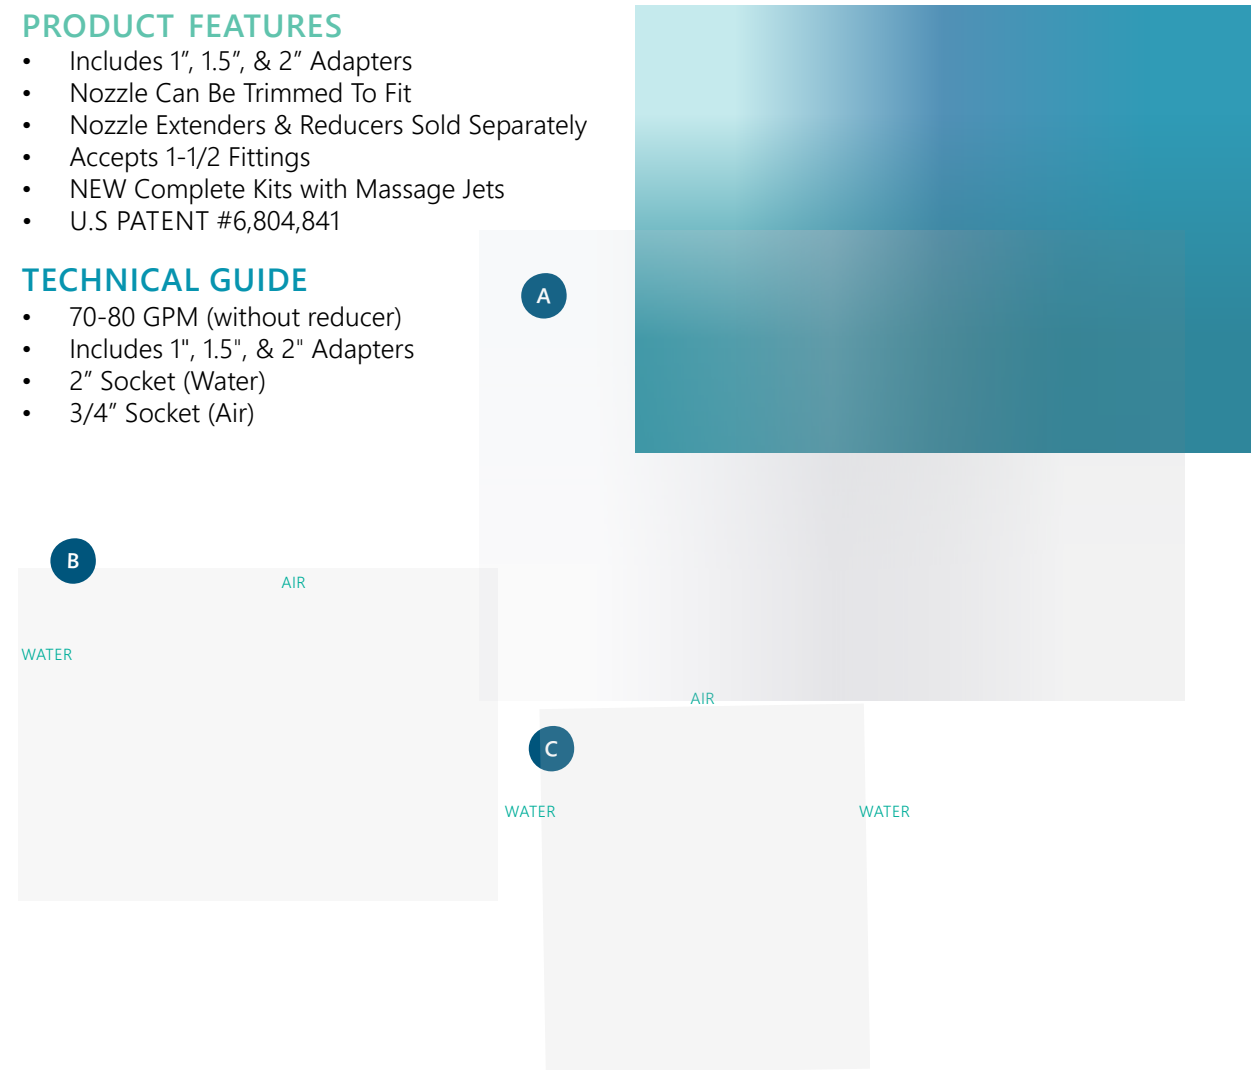 PRODUCT FEATURES
• Includes 1”, 1.5”, & 2” Adapters
• Nozzle Can Be Trimmed To Fit
• Nozzle Extenders & Reducers Sold Separately
• Accepts 1-1/2 Fittings
• NEW Complete Kits with Massage Jets
• U.S PATENT #6,804,841
TECHNICAL GUIDE
• 70-80 GPM (without reducer)
• Includes 1", 1.5", & 2" Adapters
• 2” Socket (Water)
• 3/4” Socket (Air)
A
B
AIR
WATER
AIR
C
WATER
WATER